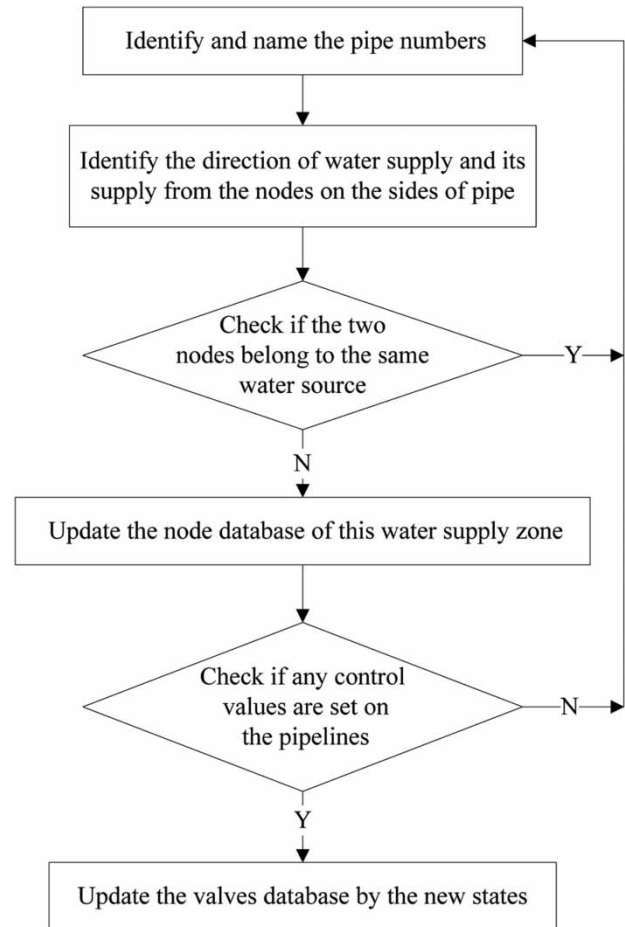 Identify and name the pipe numbers
Identify the direction of water supply and its
supply from the nodes on the sides of pipe
Check if the two
nodes belong to the same
water source
Y
N
Update the node database of this water supply zone
Check if any control
values are set on
the pipelines
N
Y
Update the valves database by the new states